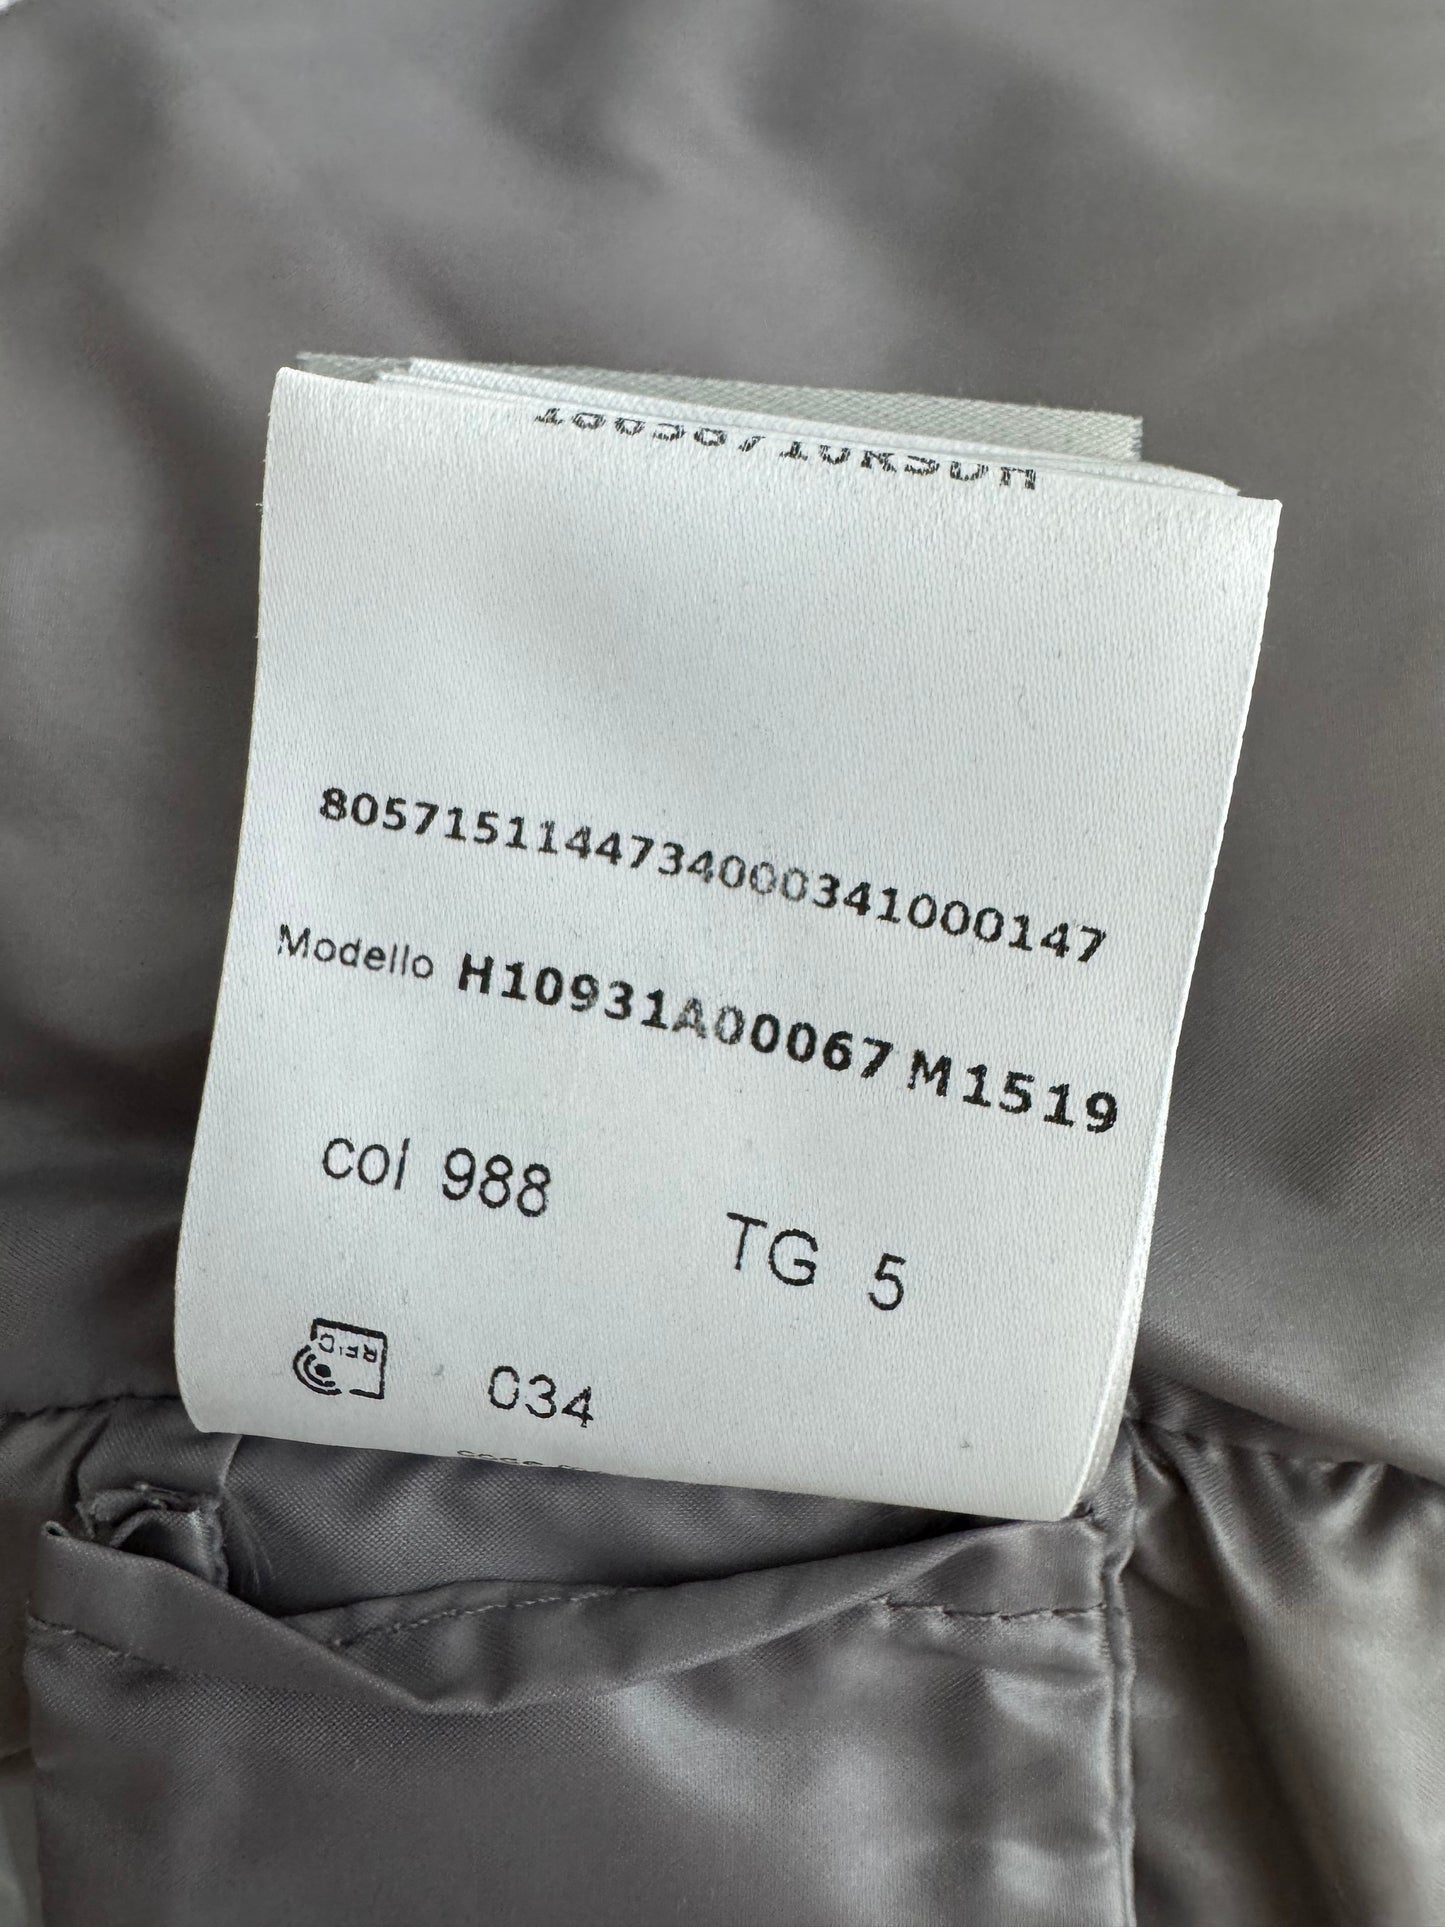 8057151144734000341000147
Modello H10931A00067 M1519
col 988
TG 5
RFID
034